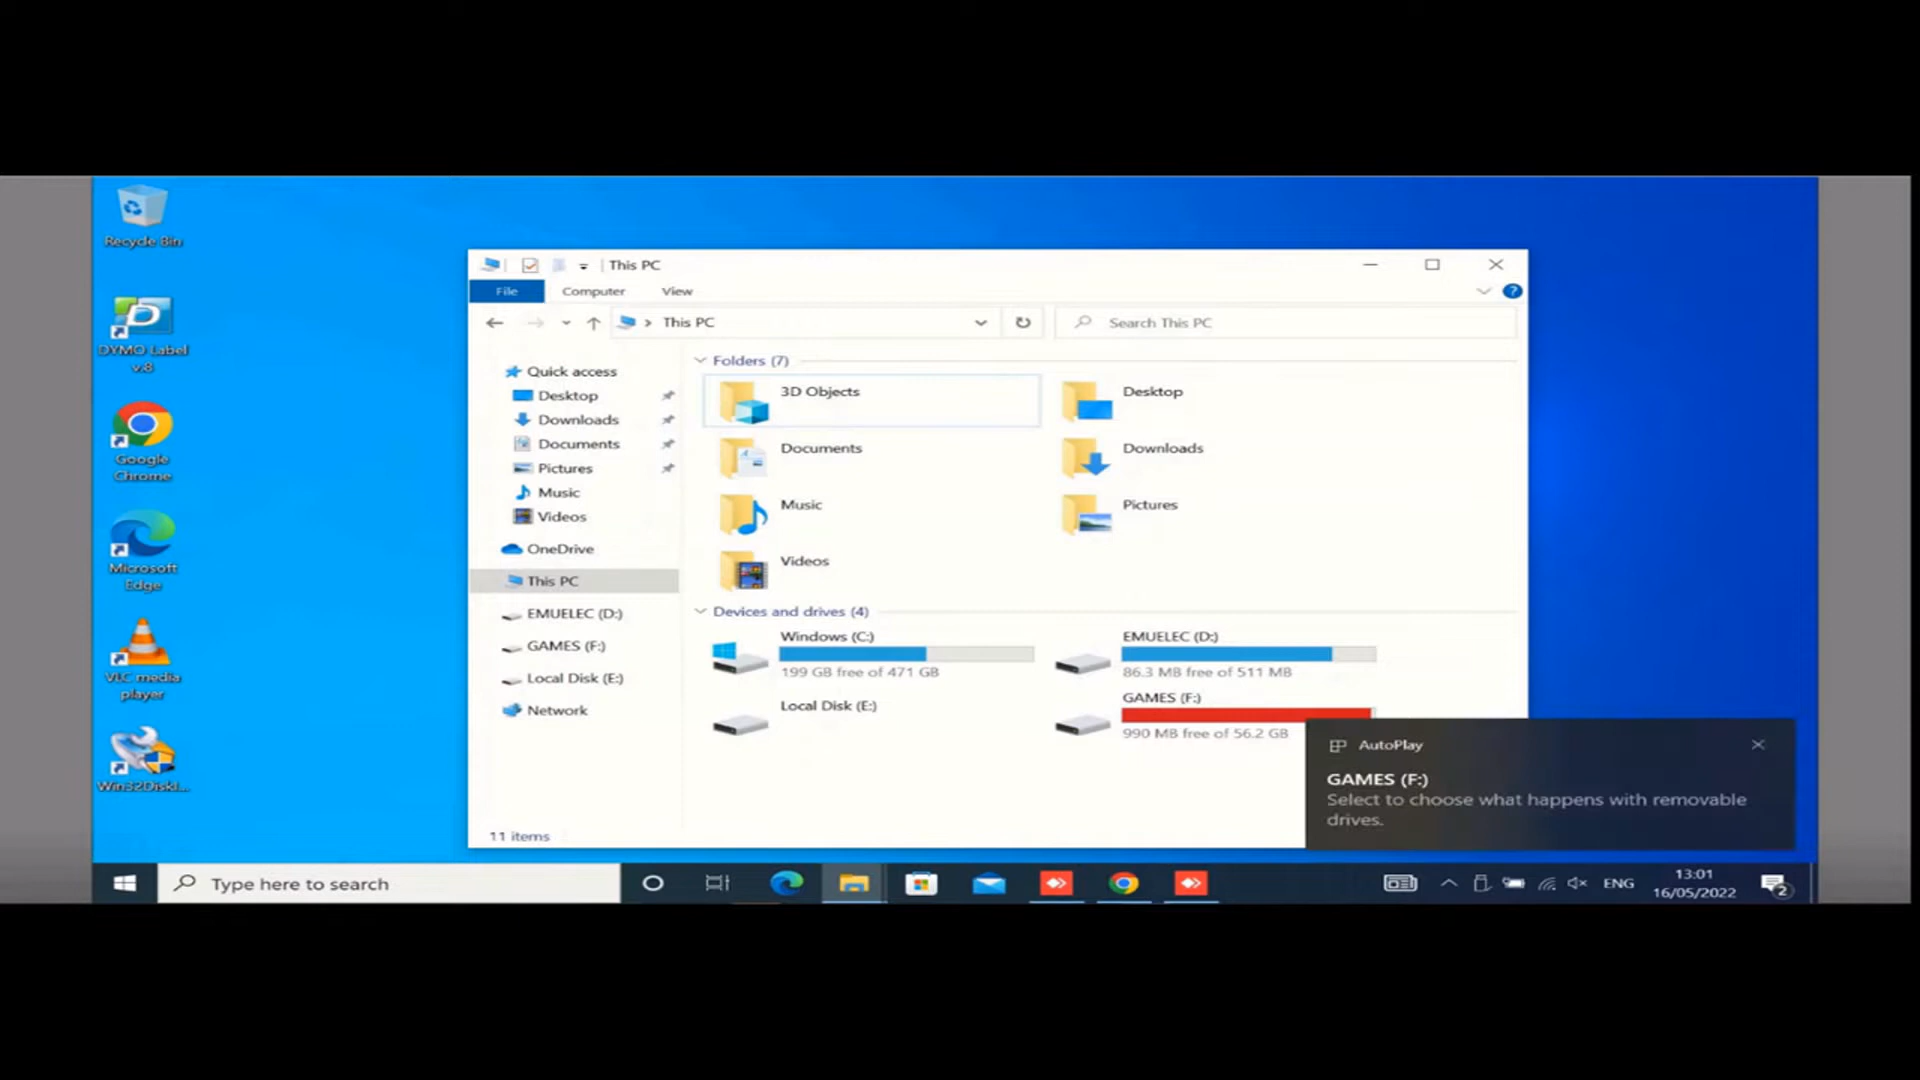 Recycle Bin
DYMO Label
v.8
Google
Chrome
Microsoft
Edge
VLC media
player
Win32DiskI...
This PC
File
Computer
View
This PC
Search This PC
Quick access
Desktop
Downloads
Documents
Pictures
Music
Videos
OneDrive
This PC
EMUELEC (D:)
GAMES (F:)
Local Disk (E:)
Network
Folders (7)
3D Objects
Desktop
Documents
Downloads
Music
Pictures
Videos
Devices and drives (4)
Windows (C:)
199 GB free of 471 GB
EMUELEC (D:)
86.3 MB free of 511 MB
Local Disk (E:)
GAMES (F:)
990 MB free of 56.2 GB
11 items
AutoPlay
GAMES (F:)
Select to choose what happens with removable
drives.
Type here to search
ENG
13:01
16/05/2022
2